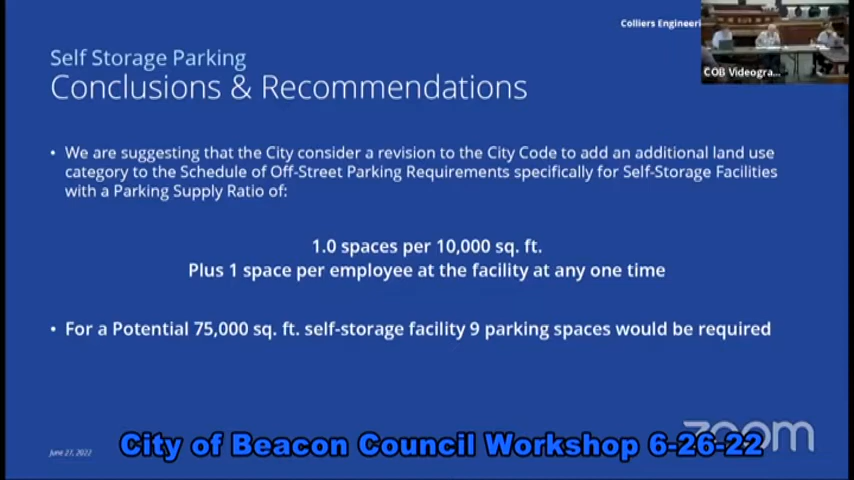 Colliers Engineeri
COB Videogra...
Self Storage Parking
Conclusions & Recommendations
• We are suggesting that the City consider a revision to the City Code to add an additional land use
category to the Schedule of Off-Street Parking Requirements specifically for Self-Storage Facilities
with a Parking Supply Ratio of:
1.0 spaces per 10,000 sq. ft.
Plus 1 space per employee at the facility at any one time
• For a Potential 75,000 sq. ft. self-storage facility 9 parking spaces would be required
zoom
City of Beacon Council Workshop 6-26-22
June 27, 2022